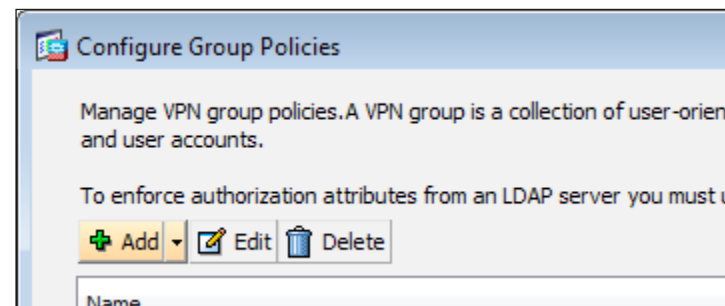 Configure Group Policies
Manage VPN group policies.A VPN group is a collection of user-orien
and user accounts.
To enforce authorization attributes from an LDAP server you must u
Add Edit Delete
Name